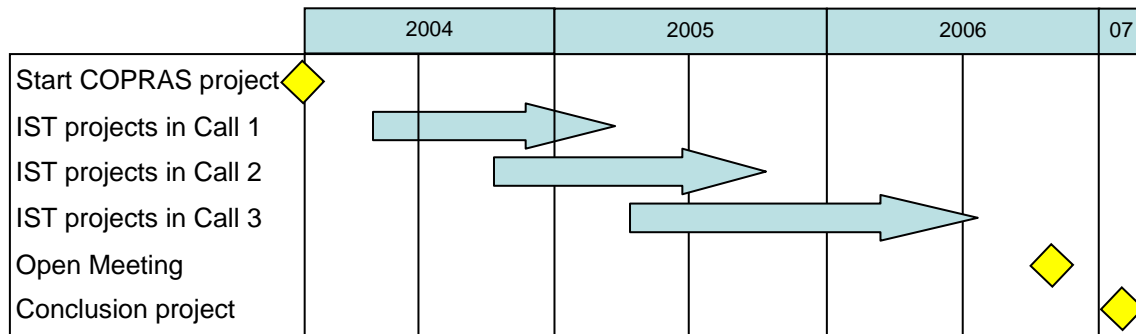 2004 2005 2006 07
Start COPRAS project
IST projects in Call 1
IST projects in Call 2
IST projects in Call 3
Open Meeting
Conclusion project